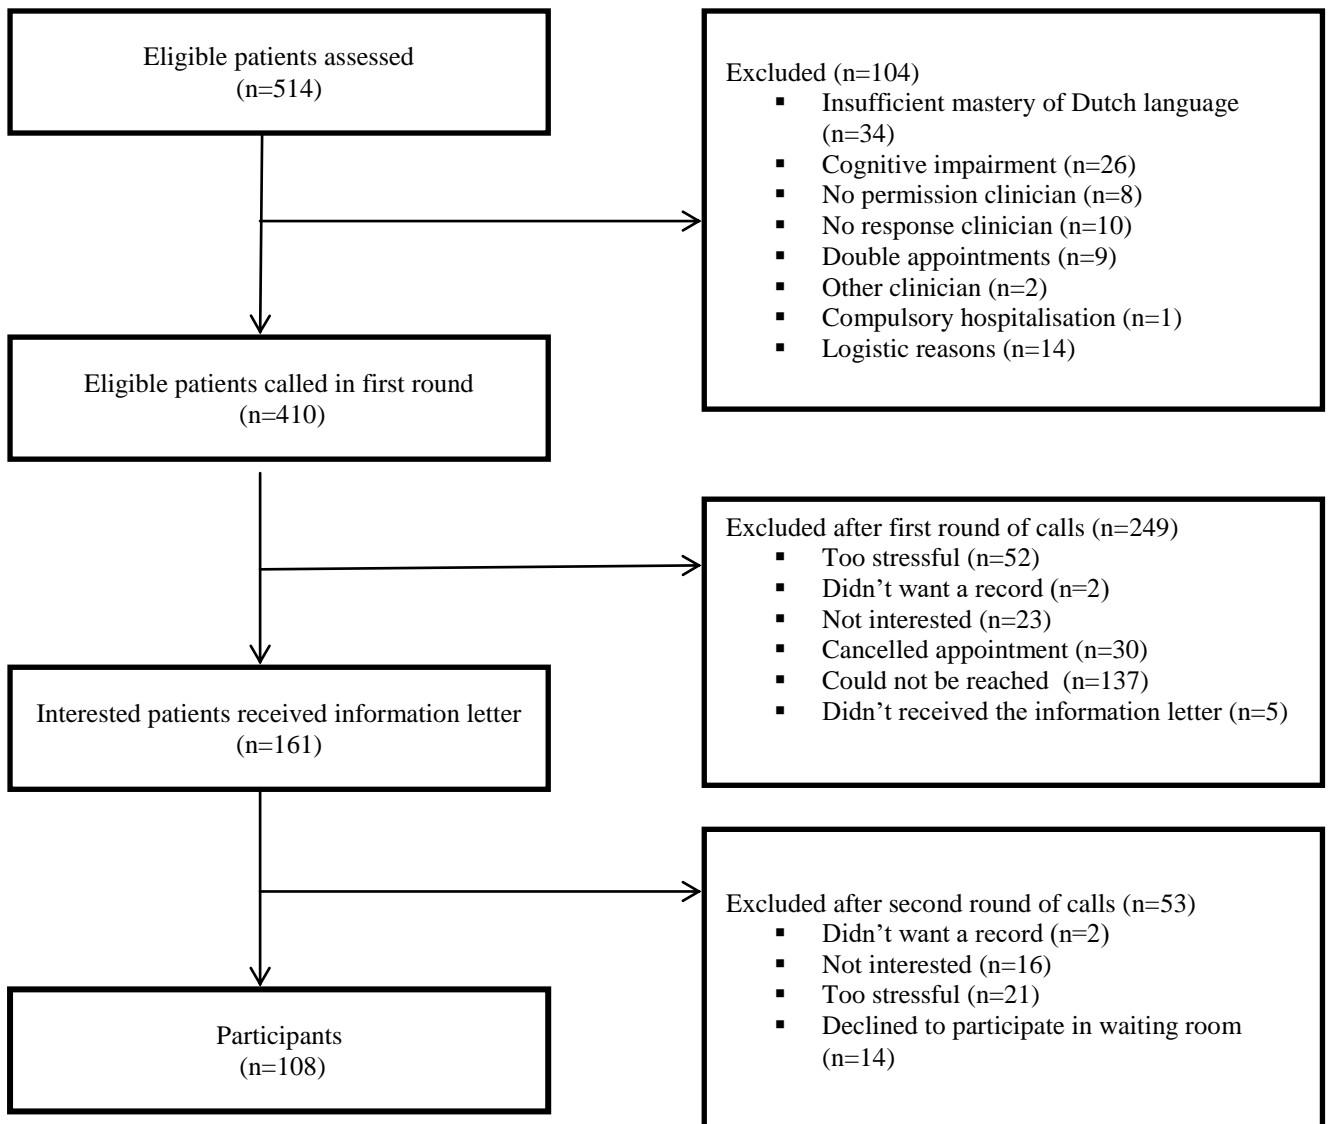 Eligible patients assessed
(n=514)
Excluded (n=104)
▪ Insufficient mastery of Dutch language
(n=34)
▪ Cognitive impairment (n=26)
▪ No permission clinician (n=8)
▪ No response clinician (n=10)
▪ Double appointments (n=9)
▪ Other clinician (n=2)
▪ Compulsory hospitalisation (n=1)
▪ Logistic reasons (n=14)
Eligible patients called in first round
(n=410)
Excluded after first round of calls (n=249)
▪ Too stressful (n=52)
▪ Didn’t want a record (n=2)
▪ Not interested (n=23)
▪ Cancelled appointment (n=30)
▪ Could not be reached  (n=137)
▪ Didn’t received the information letter (n=5)
Interested patients received information letter
(n=161)
Excluded after second round of calls (n=53)
▪ Didn’t want a record (n=2)
▪ Not interested (n=16)
▪ Too stressful (n=21)
▪ Declined to participate in waiting room
(n=14)
Participants
(n=108)